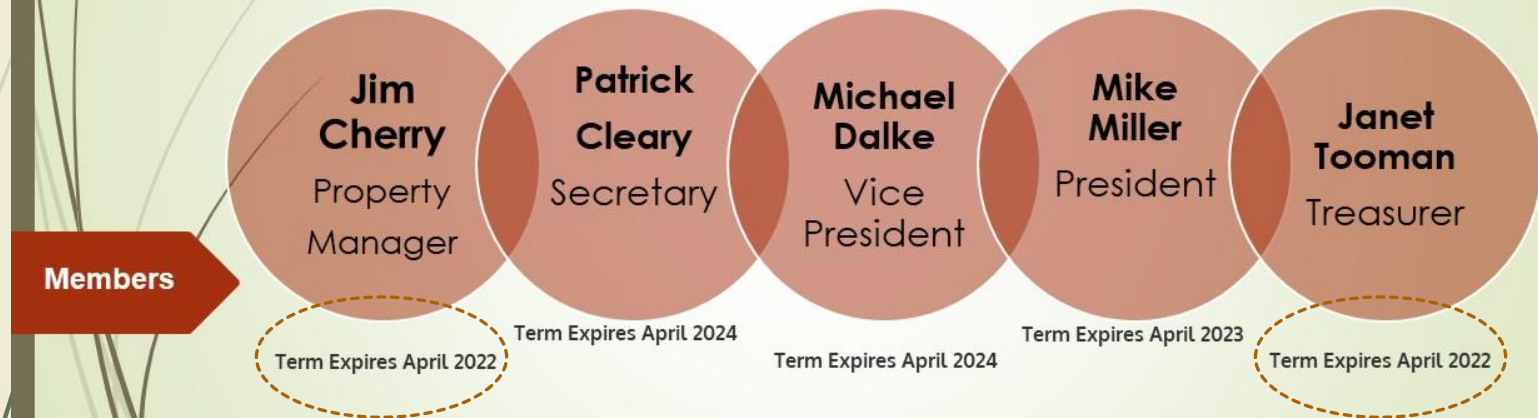 Members
Jim
Cherry
Property
Manager
Term Expires April 2022
Patrick
Cleary
Secretary
Term Expires April 2024
Michael
Dalke
Vice
President
Term Expires April 2024
Mike
Miller
President
Term Expires April 2023
Janet
Tooman
Treasurer
Term Expires April 2022